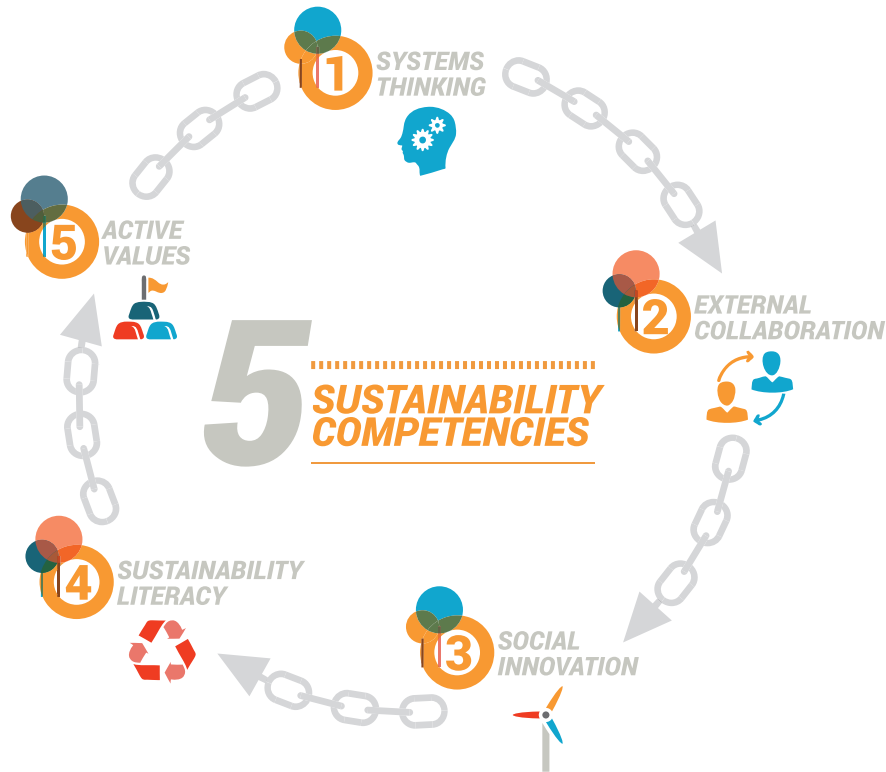 1
SYSTEMS
THINKING
2
EXTERNAL
COLLABORATION
3
SOCIAL
INNOVATION
4
SUSTAINABILITY
LITERACY
5
ACTIVE
VALUES
5
SUSTAINABILITY
COMPETENCIES